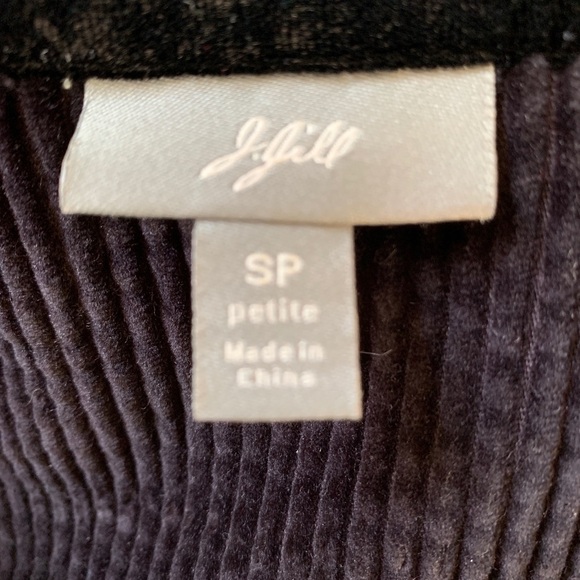 J.Jill
SP
petite
Made in
China